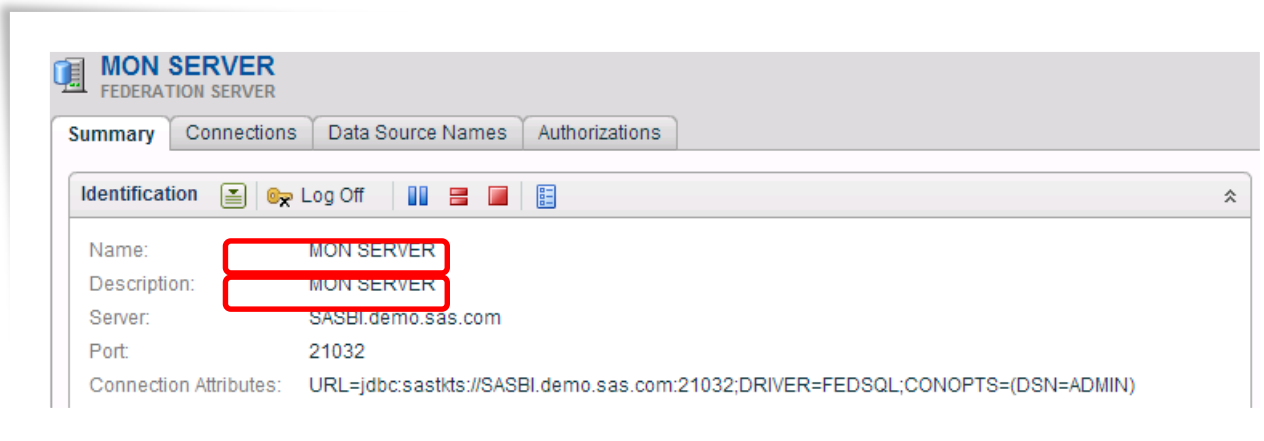 MON SERVER
FEDERATION SERVER
Summary Connections Data Source Names Authorizations
Identification Log Off
Name: MON SERVER
Description: MON SERVER
Server: SASBI.demo.sas.com
Port: 21032
Connection Attributes: URL=jdbc:sastkts://SASBI.demo.sas.com:21032;DRIVER=FEDSQL;CONOPTS=(DSN=ADMIN)